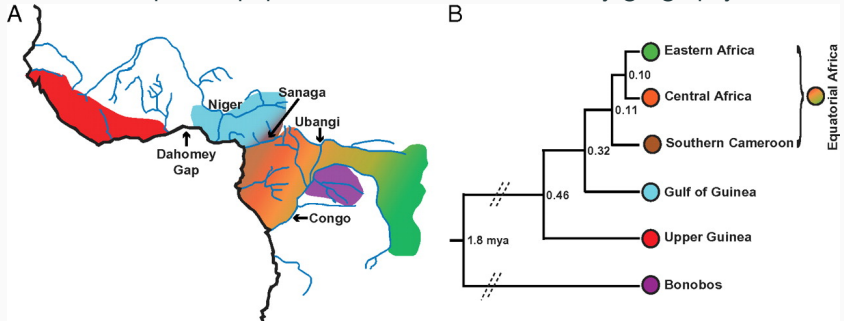 A
Niger
Sanaga
Ubangi
Dahomey
Gap
Congo
B
Eastern Africa
0.10
Central Africa
0.11
Southern Cameroon
0.32
Gulf of Guinea
0.46
Upper Guinea
1.8 mya
Bonobos
Equatorial Africa